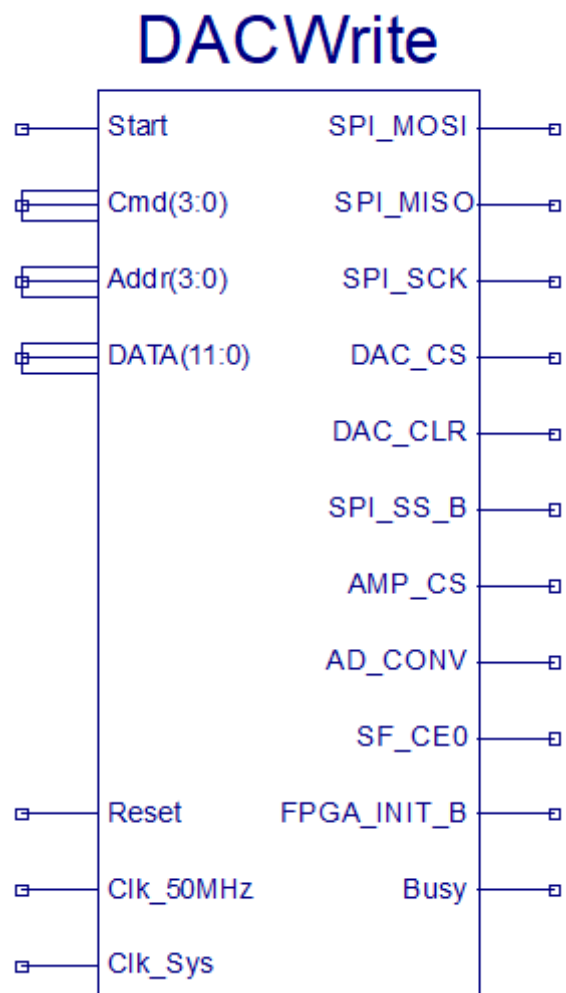 DACWrite
Start SPI_MOSI
Cmd(3:0) SPI_MISO
Addr(3:0) SPI_SCK
DATA(11:0) DAC_CS
DAC_CLR
SPI_SS_B
AMP_CS
AD_CONV
SF_CE0
Reset FPGA_INIT_B
Clk_50MHz Busy
Clk_Sys